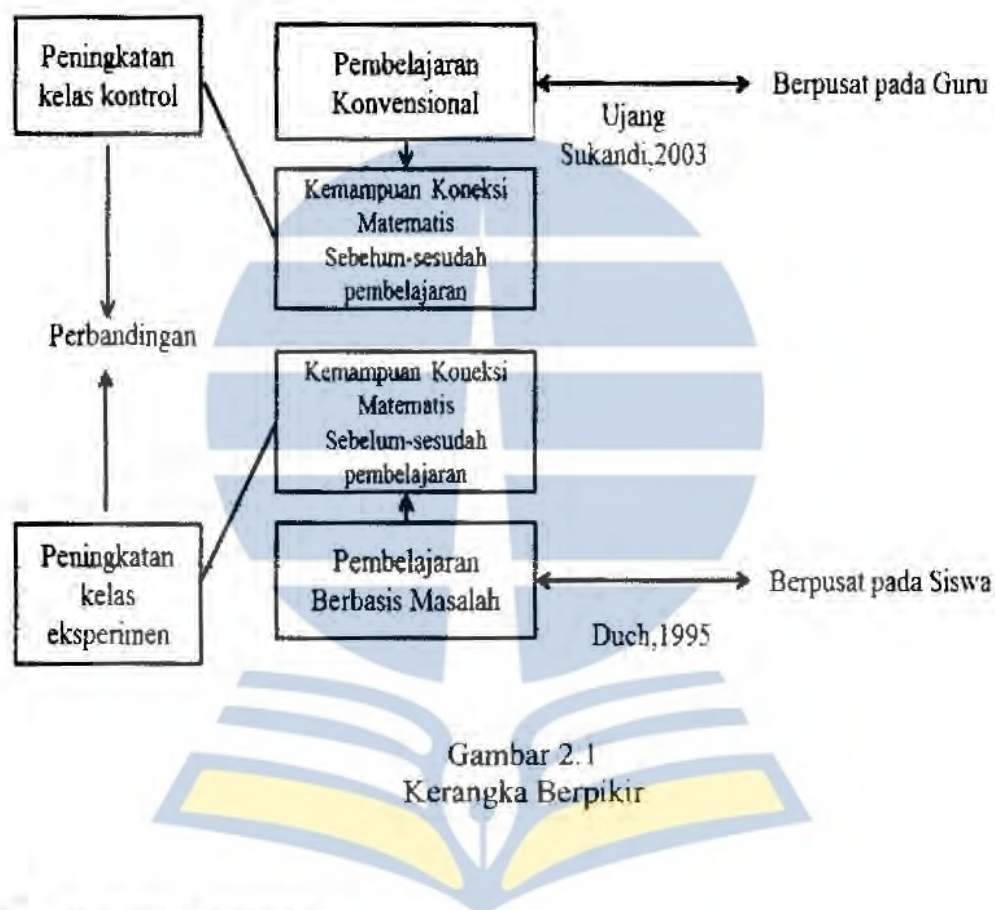 Peningkatan
kelas kontrol
Pembelajaran
Konvensional
Berpusat pada Guru
Ujang
Sukandi,2003
Kemampuan Koneksi
Matematis
Sebelum-sesudah
pembelajaran
Perbandingan
Kemampuan Koneksi
Matematis
Sebelum-sesudah
pembelajaran
Peningkatan
kelas
eksperimen
Pembelajaran
Berbasis Masalah
Berpusat pada Siswa
Duch,1995
Gambar 2.1
Kerangka Berpikir